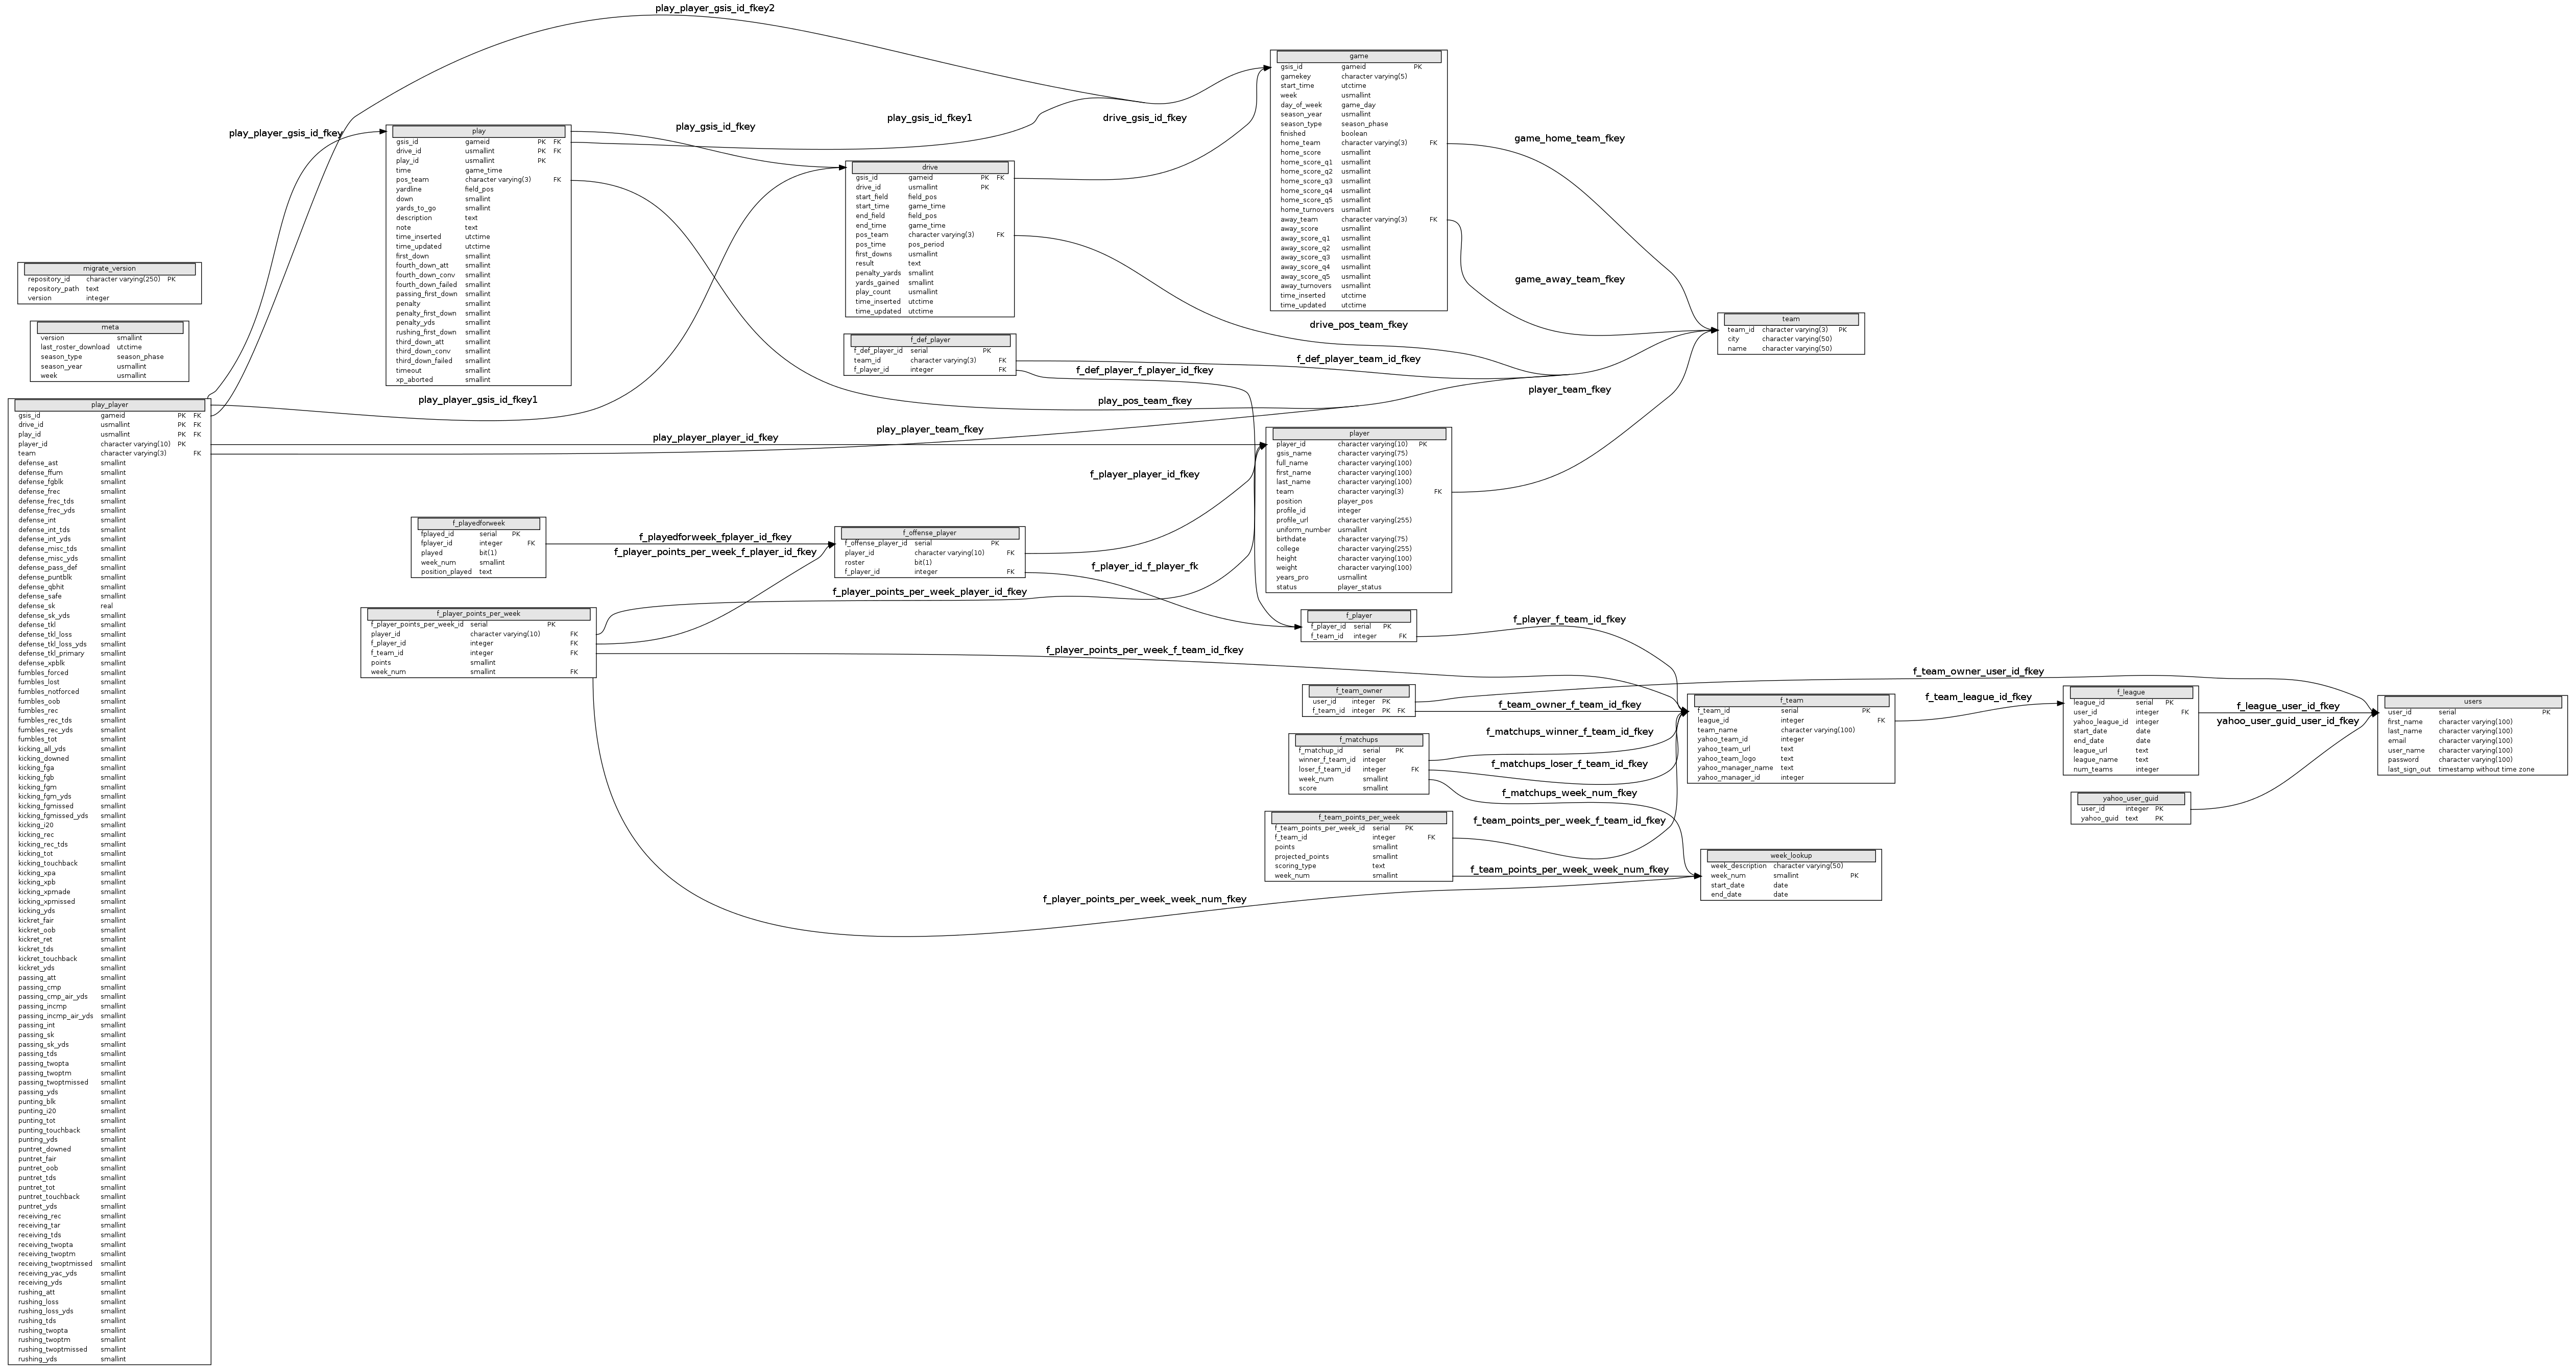 play_player_gsis_id_fkey2
play_player_gsis_id_fkey
play_gsis_id_fkey
play_gsis_id_fkey1
drive_gsis_id_fkey
game_home_team_fkey
game_away_team_fkey
drive_pos_team_fkey
f_def_player_team_id_fkey
f_def_player_f_player_id_fkey
player_team_fkey
play_pos_team_fkey
play_player_gsis_id_fkey1
play_player_team_fkey
play_player_player_id_fkey
f_player_player_id_fkey
f_playedforweek_fplayer_id_fkey
f_player_points_per_week_f_player_id_fkey
f_player_id_f_player_fk
f_player_points_per_week_player_id_fkey
f_player_f_team_id_fkey
f_player_points_per_week_f_team_id_fkey
f_team_owner_user_id_fkey
f_team_owner_f_team_id_fkey
f_team_league_id_fkey
f_league_user_id_fkey
yahoo_user_guid_user_id_fkey
f_matchups_winner_f_team_id_fkey
f_matchups_loser_f_team_id_fkey
f_matchups_week_num_fkey
f_team_points_per_week_f_team_id_fkey
f_team_points_per_week_week_num_fkey
f_player_points_per_week_week_num_fkey
migrate_version
repository_id character varying(250) PK
repository_path text
version integer
meta
version smallint
last_roster_download utctime
season_type season_phase
season_year usmallint
week usmallint
play_player
gsis_id gameid PK FK
drive_id usmallint PK FK
play_id usmallint PK FK
player_id character varying(10) PK
team character varying(3) FK
defense_ast smallint
defense_ffum smallint
defense_fgblk smallint
defense_frec smallint
defense_frec_tds smallint
defense_frec_yds smallint
defense_int smallint
defense_int_tds smallint
defense_int_yds smallint
defense_misc_tds smallint
defense_misc_yds smallint
defense_pass_def smallint
defense_puntblk smallint
defense_qbhit smallint
defense_safe smallint
defense_sk real
defense_sk_yds smallint
defense_tkl smallint
defense_tkl_loss smallint
defense_tkl_loss_yds smallint
defense_tkl_primary smallint
defense_xpblk smallint
fumbles_forced smallint
fumbles_lost smallint
fumbles_notforced smallint
fumbles_oob smallint
fumbles_rec smallint
fumbles_rec_tds smallint
fumbles_rec_yds smallint
fumbles_tot smallint
kicking_all_yds smallint
kicking_downed smallint
kicking_fga smallint
kicking_fgb smallint
kicking_fgm smallint
kicking_fgm_yds smallint
kicking_fgmissed smallint
kicking_fgmissed_yds smallint
kicking_i20 smallint
kicking_rec smallint
kicking_rec_tds smallint
kicking_tot smallint
kicking_touchback smallint
kicking_xpa smallint
kicking_xpb smallint
kicking_xpmade smallint
kicking_xpmissed smallint
kicking_yds smallint
kickret_fair smallint
kickret_oob smallint
kickret_ret smallint
kickret_tds smallint
kickret_touchback smallint
kickret_yds smallint
passing_att smallint
passing_cmp smallint
passing_cmp_air_yds smallint
passing_incmp smallint
passing_incmp_air_yds smallint
passing_int smallint
passing_sk smallint
passing_sk_yds smallint
passing_tds smallint
passing_twopta smallint
passing_twoptm smallint
passing_twoptmissed smallint
passing_yds smallint
punting_blk smallint
punting_i20 smallint
punting_tot smallint
punting_touchback smallint
punting_yds smallint
puntret_downed smallint
puntret_fair smallint
puntret_oob smallint
puntret_tds smallint
puntret_tot smallint
puntret_touchback smallint
puntret_yds smallint
receiving_rec smallint
receiving_tar smallint
receiving_tds smallint
receiving_twopta smallint
receiving_twoptm smallint
receiving_twoptmissed smallint
receiving_yac_yds smallint
receiving_yds smallint
rushing_att smallint
rushing_loss smallint
rushing_loss_yds smallint
rushing_tds smallint
rushing_twopta smallint
rushing_twoptm smallint
rushing_twoptmissed smallint
rushing_yds smallint
play
gsis_id gameid PK FK
drive_id usmallint PK FK
play_id usmallint PK
time game_time
pos_team character varying(3) FK
yardline field_pos
down smallint
yards_to_go smallint
description text
note text
time_inserted utctime
time_updated utctime
first_down smallint
fourth_down_att smallint
fourth_down_conv smallint
fourth_down_failed smallint
passing_first_down smallint
penalty smallint
penalty_first_down smallint
penalty_yds smallint
rushing_first_down smallint
third_down_att smallint
third_down_conv smallint
third_down_failed smallint
timeout smallint
xp_aborted smallint
f_playedforweek
fplayed_id serial PK
fplayer_id integer FK
played bit(1)
week_num smallint
position_played text
f_player_points_per_week
f_player_points_per_week_id serial PK
player_id character varying(10) FK
f_player_id integer FK
f_team_id integer FK
points smallint
week_num smallint FK
drive
gsis_id gameid PK FK
drive_id usmallint PK
start_field field_pos
start_time game_time
end_field field_pos
end_time game_time
pos_team character varying(3) FK
pos_time pos_period
first_downs usmallint
result text
penalty_yards smallint
yards_gained smallint
play_count usmallint
time_inserted utctime
time_updated utctime
f_def_player
f_def_player_id serial PK
team_id character varying(3) FK
f_player_id integer FK
f_offense_player
f_offense_player_id serial PK
player_id character varying(10) FK
roster bit(1)
f_player_id integer FK
game
gsis_id gameid PK
gamekey character varying(5)
start_time utctime
week usmallint
day_of_week game_day
season_year usmallint
season_type season_phase
finished boolean
home_team character varying(3) FK
home_score usmallint
home_score_q1 usmallint
home_score_q2 usmallint
home_score_q3 usmallint
home_score_q4 usmallint
home_score_q5 usmallint
home_turnovers usmallint
away_team character varying(3) FK
away_score usmallint
away_score_q1 usmallint
away_score_q2 usmallint
away_score_q3 usmallint
away_score_q4 usmallint
away_score_q5 usmallint
away_turnovers usmallint
time_inserted utctime
time_updated utctime
player
player_id character varying(10) PK
gsis_name character varying(75)
full_name character varying(100)
first_name character varying(100)
last_name character varying(100)
team character varying(3) FK
position player_pos
profile_id integer
profile_url character varying(255)
uniform_number usmallint
birthdate character varying(75)
college character varying(255)
height character varying(100)
weight character varying(100)
years_pro usmallint
status player_status
f_player
f_player_id serial PK
f_team_id integer FK
f_team_owner
user_id integer PK
f_team_id integer PK FK
f_matchups
f_matchup_id serial PK
winner_f_team_id integer
loser_f_team_id integer FK
week_num smallint
score smallint
f_team_points_per_week
f_team_points_per_week_id serial PK
f_team_id integer FK
points smallint
projected_points smallint
scoring_type text
week_num smallint
team
team_id character varying(3) PK
city character varying(50)
name character varying(50)
f_team
f_team_id serial PK
league_id integer FK
team_name character varying(100)
yahoo_team_id integer
yahoo_team_url text
yahoo_team_logo text
yahoo_manager_name text
yahoo_manager_id integer
week_lookup
week_description character varying(50)
week_num smallint PK
start_date date
end_date date
f_league
league_id serial PK
user_id integer FK
yahoo_league_id integer
start_date date
end_date date
league_url text
league_name text
num_teams integer
yahoo_user_guid
user_id integer PK
yahoo_guid text PK
users
user_id serial PK
first_name character varying(100)
last_name character varying(100)
email character varying(100)
user_name character varying(100)
password character varying(100)
last_sign_out timestamp without time zone